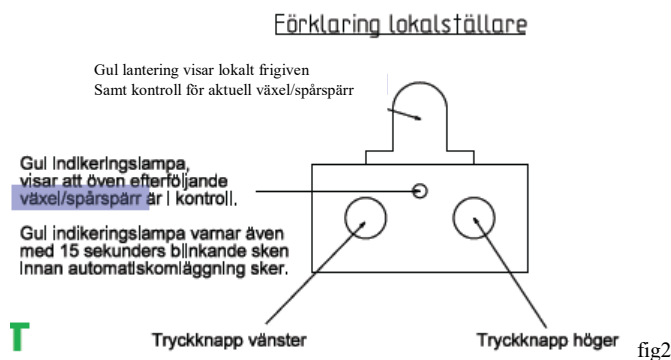 Förklaring lokalställare
Gul lantering visar lokalt frigiven
Samt kontroll för aktuell växel/spårspärr
Gul Indikeringslampa,
visar att öven efterföljande
växel/spårspärr är i kontroll.
Gul indikeringslampa varnar även
med 15 sekunders blinkande sken
innan automatiskomläggning sker.
Tryckknapp vänster
Tryckknapp höger
fig2
T